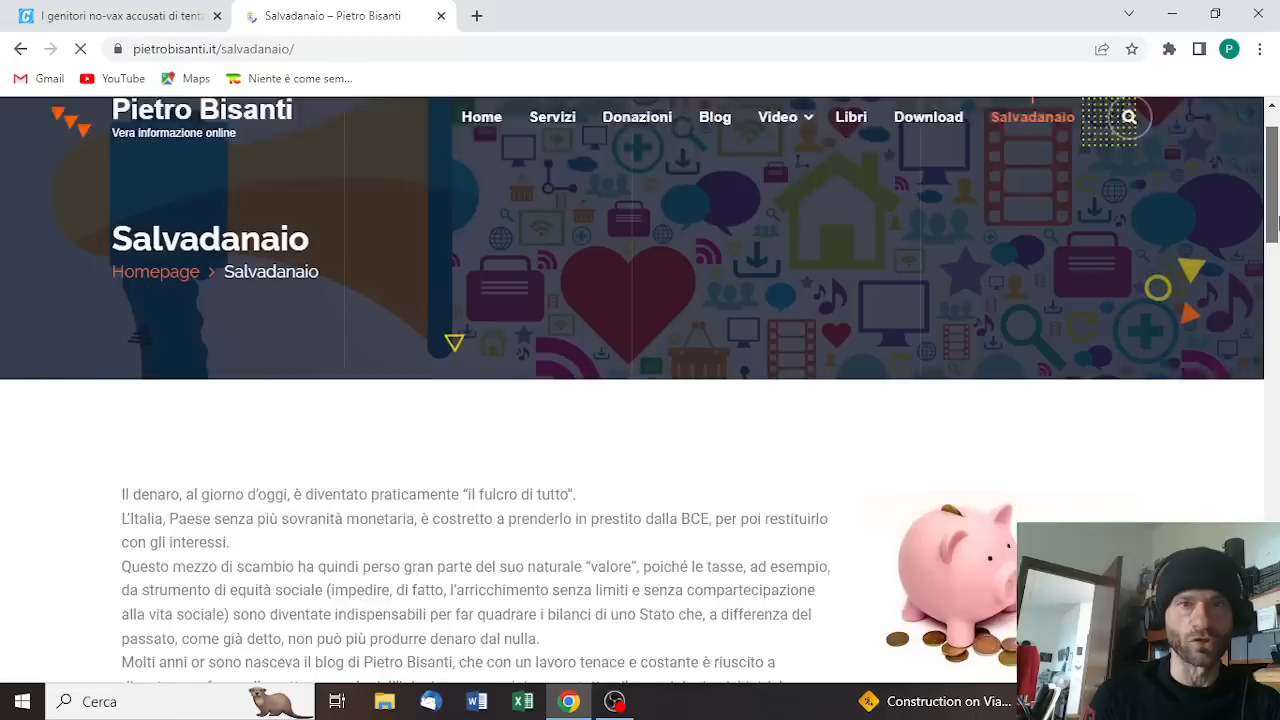 I genitori no-vax accusati di tent
Salvadanaio – Pietro Bisanti
pietrobisanti.it/salvadanaio/
P
Gmail YouTube Maps Niente è come sem...
Pietro Bisanti
Vera informazione online
Home Servizi Donazioni Blog Video Libri Download Salvadanaio
Salvadanaio
Homepage > Salvadanaio
Il denaro, al giorno d’oggi, è diventato praticamente “il fulcro di tutto”.
L’Italia, Paese senza più sovranità monetaria, è costretto a prenderlo in prestito dalla BCE, per poi restituirlo
con gli interessi.
Questo mezzo di scambio ha quindi perso gran parte del suo naturale “valore”, poiché le tasse, ad esempio,
da strumento di equità sociale (impedire, di fatto, l’arricchimento senza limiti e senza compartecipazione
alla vita sociale) sono diventate indispensabili per far quadrare i bilanci di uno Stato che, a differenza del
passato, come già detto, non può più produrre denaro dal nulla.
Molti anni or sono nasceva il blog di Pietro Bisanti, che con un lavoro tenace e costante è riuscito a
Cerca
Construction on Via...